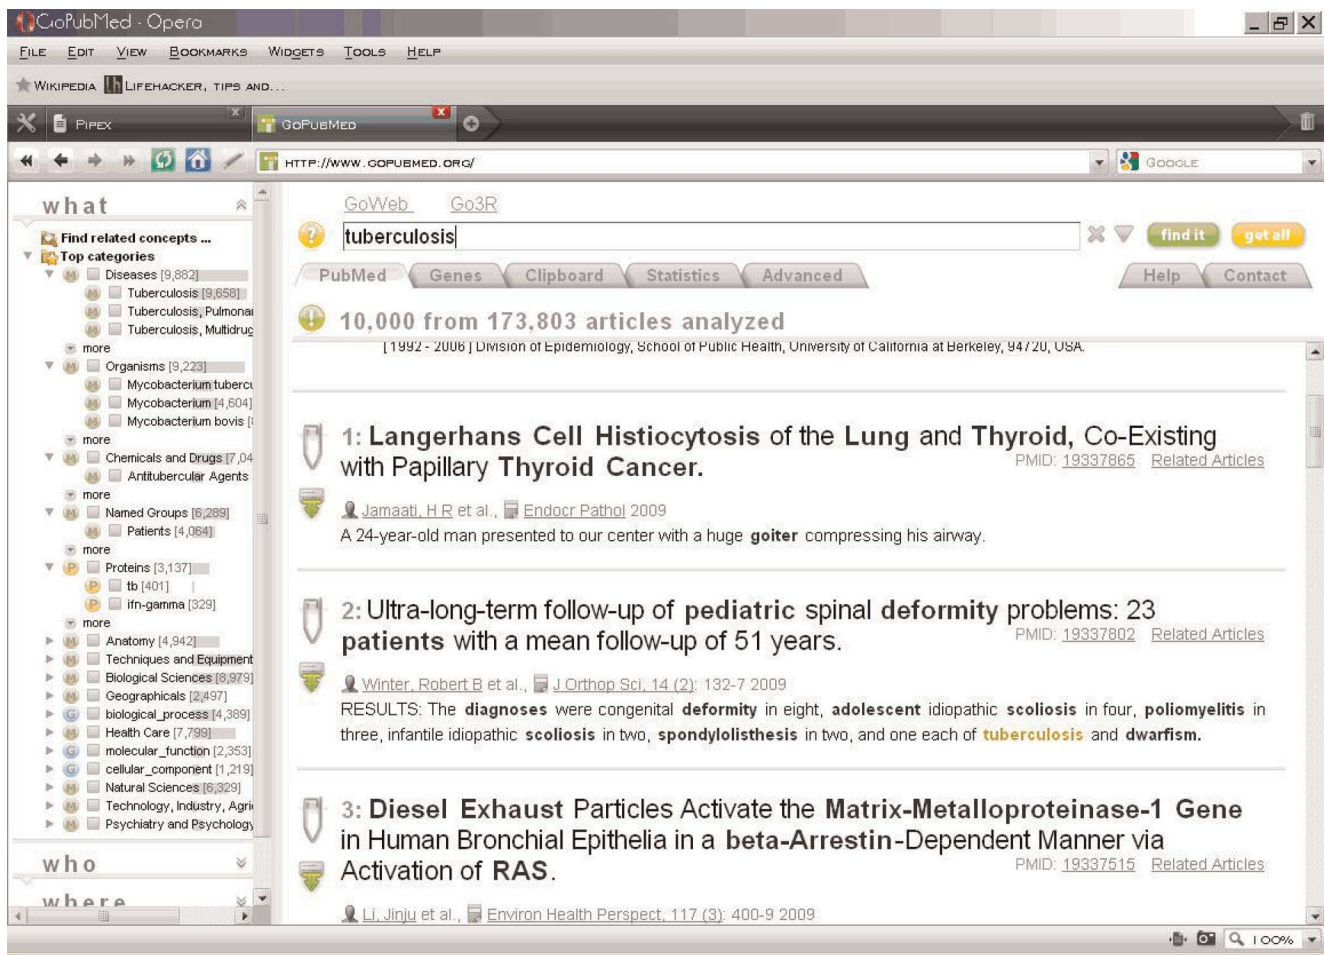 GoPubMed - Opera
File Edit View Bookmarks Widgets Tools Help
Wikipedia Lifehacker, tips and...
Pipex GoPubMed
http://www.gopubmed.org/ Google
what
Find related concepts ...
Top categories
Diseases [9,882]
Tuberculosis [9,658]
Tuberculosis, Pulmonar
Tuberculosis, Multidrug
more
Organisms [9,223]
Mycobacterium tubercu
Mycobacterium [4,604]
Mycobacterium bovis [
more
Chemicals and Drugs [7,04
Antitubercular Agents
more
Named Groups [6,289]
Patients [4,064]
more
Proteins [3,137]
tb [401]
ifn-gamma [329]
more
Anatomy [4,942]
Techniques and Equipment
Biological Sciences [8,979]
Geographicals [2,497]
biological_process [4,389]
Health Care [7,799]
molecular_function [2,353]
cellular_component [1,219]
Natural Sciences [6,329]
Technology, Industry, Agri
Psychiatry and Psychology
who
where
GoWeb Go3R
tuberculosis find it get all
PubMed Genes Clipboard Statistics Advanced Help Contact
10,000 from 173,803 articles analyzed
[ 1992 - 2006 ] Division of Epidemiology, School of Public Health, University of California at Berkeley, 94720, USA.
1: Langerhans Cell Histiocytosis of the Lung and Thyroid, Co-Existing
with Papillary Thyroid Cancer. PMID: 19337865 Related Articles
Jamaati, H R et al., Endocr Pathol 2009
A 24-year-old man presented to our center with a huge goiter compressing his airway.
2: Ultra-long-term follow-up of pediatric spinal deformity problems: 23
patients with a mean follow-up of 51 years. PMID: 19337802 Related Articles
Winter, Robert B et al., J Orthop Sci, 14 (2): 132-7 2009
RESULTS: The diagnoses were congenital deformity in eight, adolescent idiopathic scoliosis in four, poliomyelitis in
three, infantile idiopathic scoliosis in two, spondylolisthesis in two, and one each of tuberculosis and dwarfism.
3: Diesel Exhaust Particles Activate the Matrix-Metalloproteinase-1 Gene
in Human Bronchial Epithelia in a beta-Arrestin-Dependent Manner via
Activation of RAS. PMID: 19337515 Related Articles
Li, Jinju et al., Environ Health Perspect, 117 (3): 400-9 2009
100%